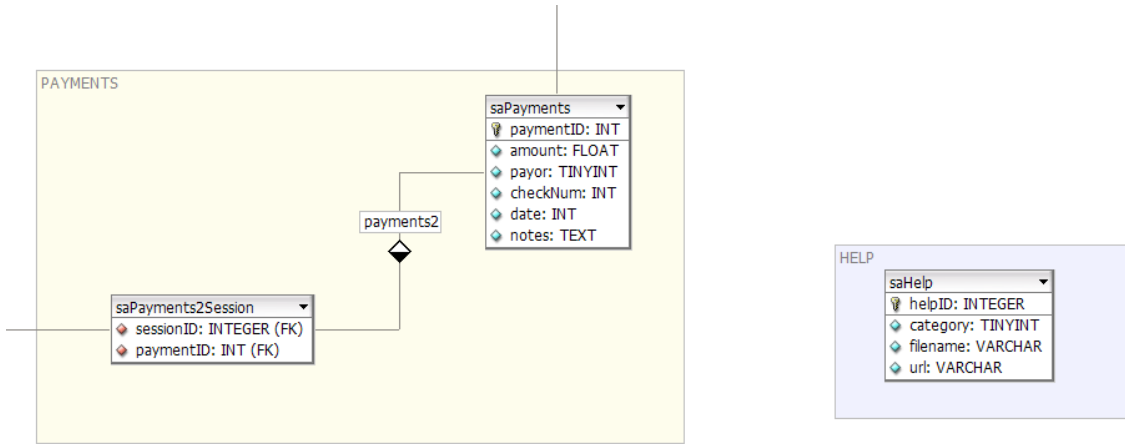 PAYMENTS
saPayments
paymentID: INT
amount: FLOAT
payor: TINYINT
checkNum: INT
date: INT
notes: TEXT
payments2
saPayments2Session
sessionID: INTEGER (FK)
paymentID: INT (FK)
HELP
saHelp
helpID: INTEGER
category: TINYINT
filename: VARCHAR
url: VARCHAR